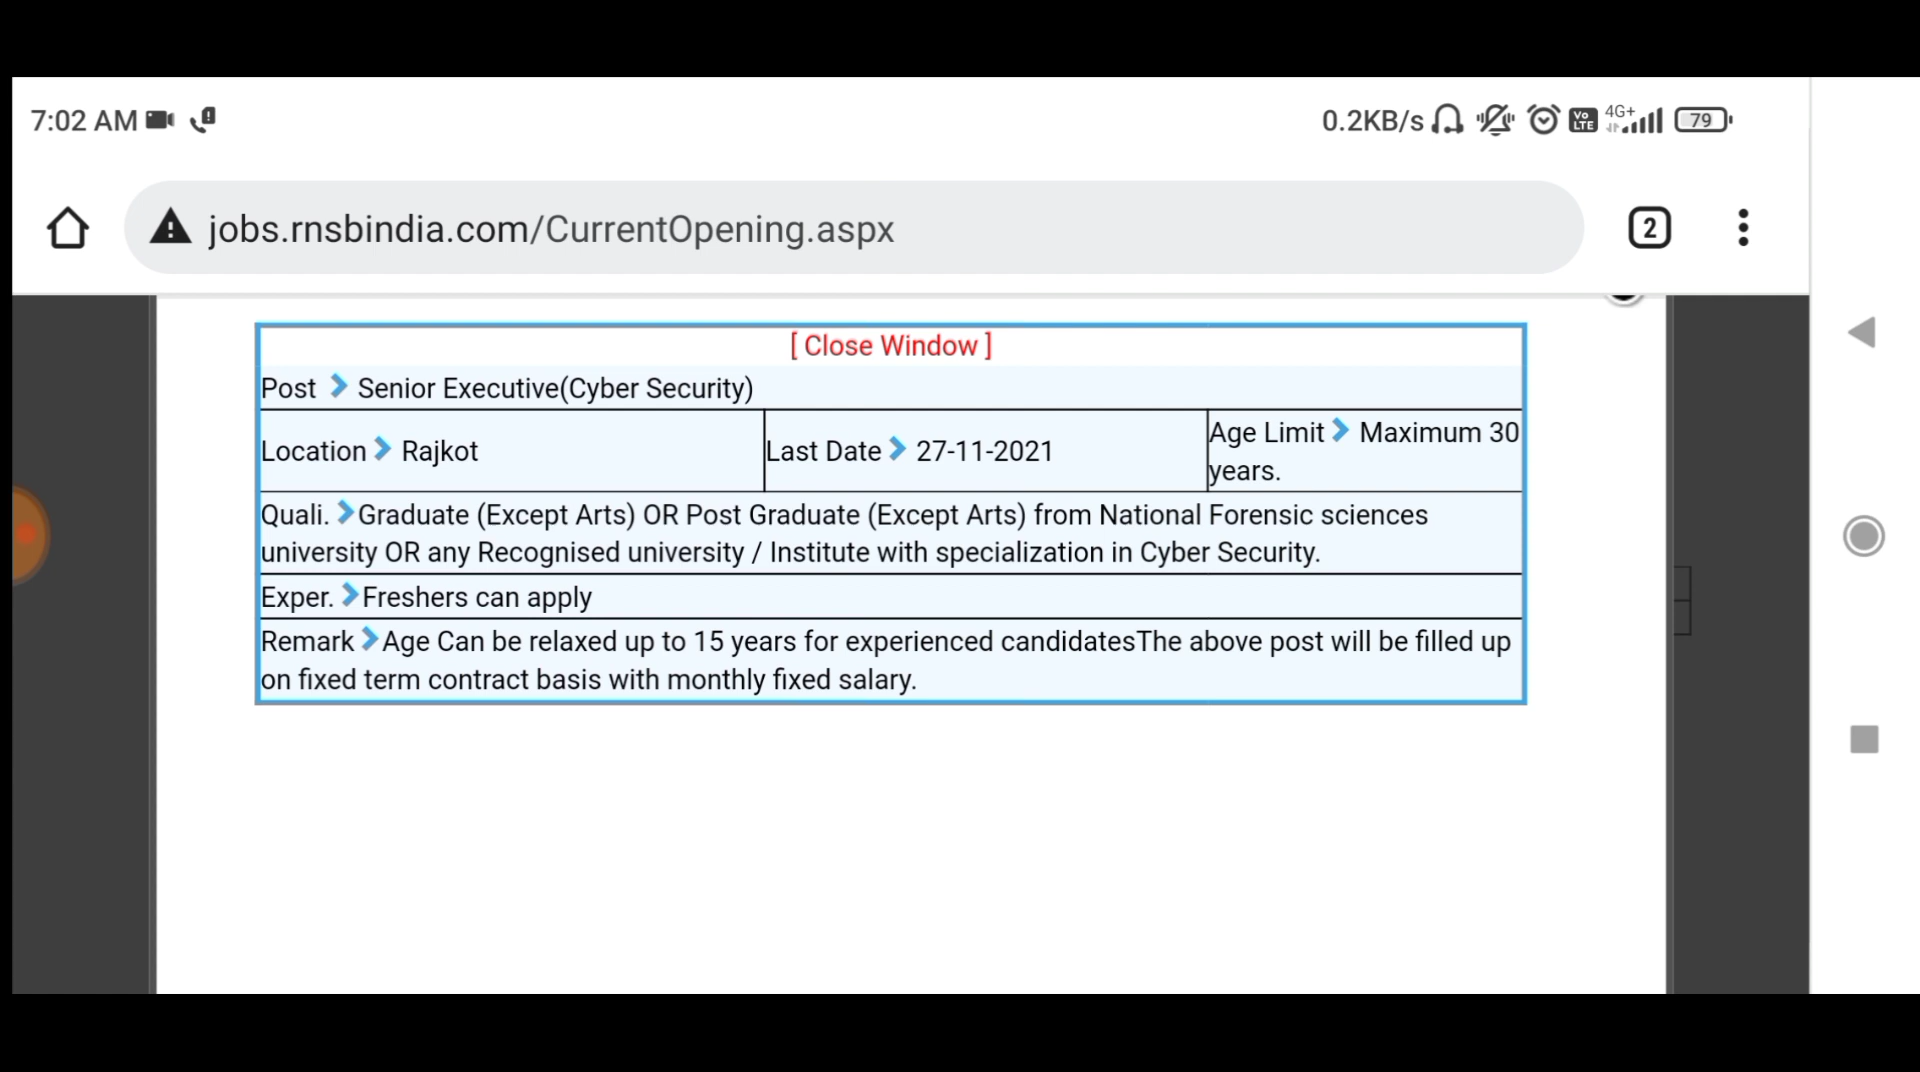 7:02 AM
0.2KB/s
Vo
LTE
4G+
79
jobs.rnsbindia.com/CurrentOpening.aspx
2
[ Close Window ]
Post Senior Executive(Cyber Security)
Location Rajkot
Last Date 27-11-2021
Age Limit Maximum 30
years.
Quali. Graduate (Except Arts) OR Post Graduate (Except Arts) from National Forensic sciences
university OR any Recognised university / Institute with specialization in Cyber Security.
Exper. Freshers can apply
Remark Age Can be relaxed up to 15 years for experienced candidatesThe above post will be filled up
on fixed term contract basis with monthly fixed salary.